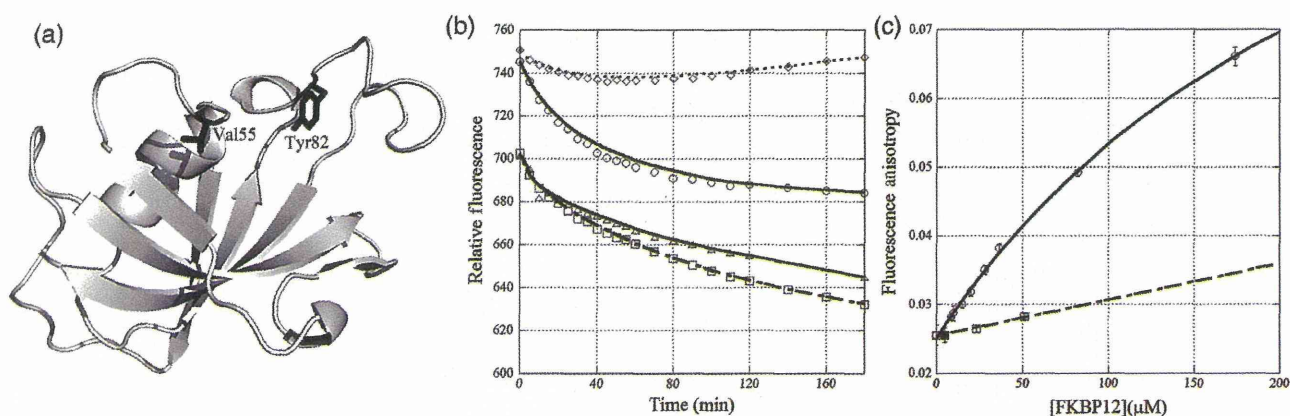 (a)
Val55
Tyr82
(b)
Relative fluorescence
760
740
720
700
680
660
640
620
600
0
40
80
120
160
Time (min)
(c)
Fluorescence anisotropy
0.07
0.06
0.05
0.04
0.03
0.02
0
50
100
150
200
[FKBP12](μM)